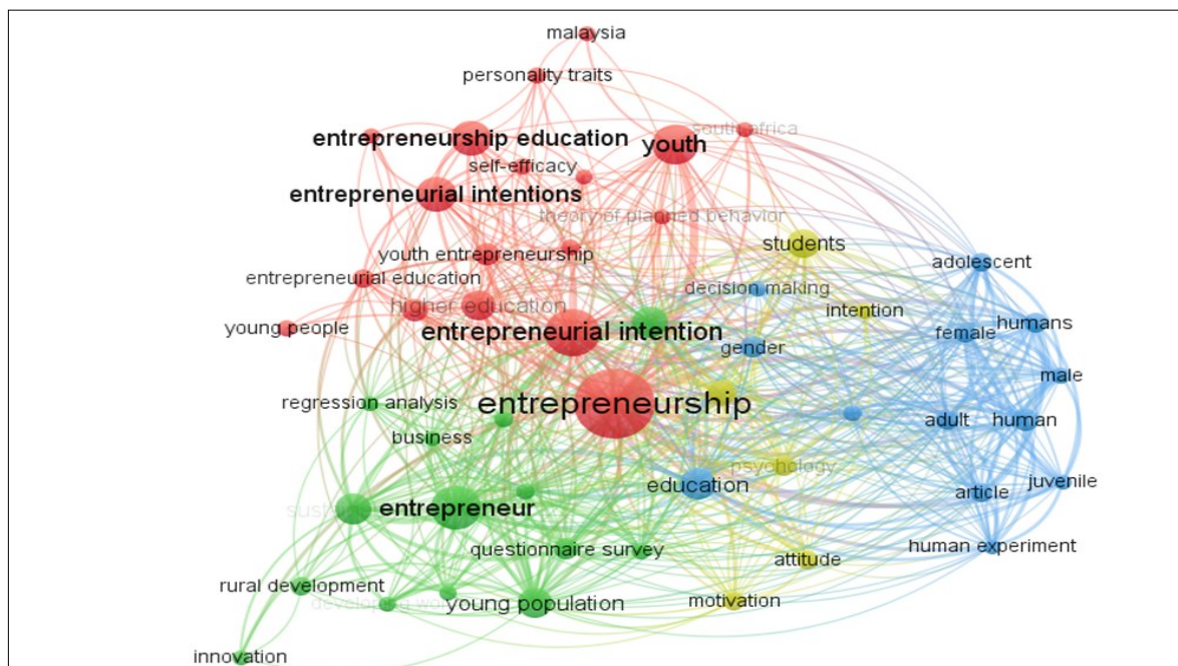 malaysia
personality traits
south africa
entrepreneurship education
youth
self-efficacy
entrepreneurial intentions
theory of planned behavior
students
youth entrepreneurship
adolescent
entrepreneurial education
decision making
higher education
intention
humans
young people
entrepreneurial intention
female
gender
male
regression analysis
entrepreneurship
business
adult
human
psychology
education
juvenile
article
entrepreneur
questionnaire survey
human experiment
attitude
rural development
young population
motivation
innovation